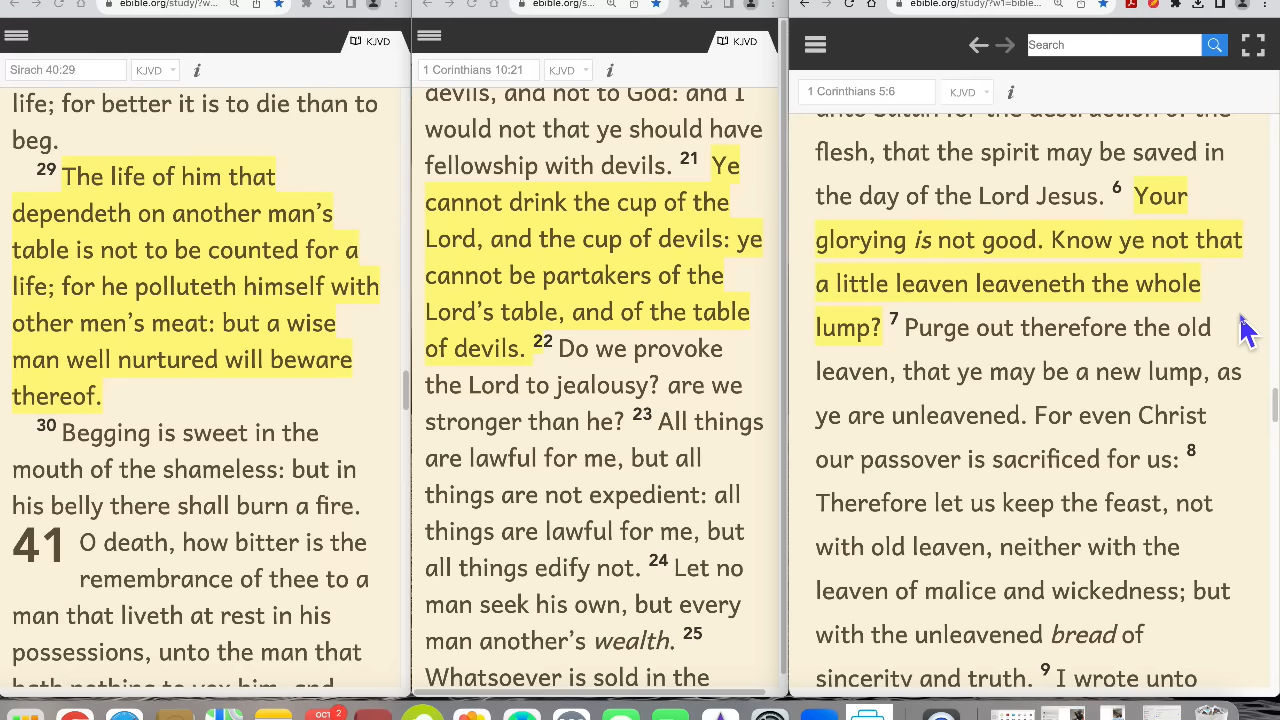 ebible.org/study/?w...
KJVD
Sirach 40:29
KJVD
i
life; for better it is to die than to
beg.
29 The life of him that
dependeth on another man's
table is not to be counted for a
life; for he polluteth himself with
other men's meat: but a wise
man well nurtured will beware
thereof.
30 Begging is sweet in the
mouth of the shameless: but in
his belly there shall burn a fire.
41 O death, how bitter is the
remembrance of thee to a
man that liveth at rest in his
possessions, unto the man that
hath nothing to vex him, and
ebible.org/s...
KJVD
1 Corinthians 10:21
KJVD
i
devils, and not to God: and I
would not that ye should have
fellowship with devils. 21 Ye
cannot drink the cup of the
Lord, and the cup of devils: ye
cannot be partakers of the
Lord's table, and of the table
of devils. 22 Do we provoke
the Lord to jealousy? are we
stronger than he? 23 All things
are lawful for me, but all
things are not expedient: all
things are lawful for me, but
all things edify not. 24 Let no
man seek his own, but every
man another's wealth. 25
Whatsoever is sold in the
ebible.org/study/?w1=bible...
Search
1 Corinthians 5:6
KJVD
i
unto Satan for the destruction of the
flesh, that the spirit may be saved in
the day of the Lord Jesus. 6 Your
glorying is not good. Know ye not that
a little leaven leaveneth the whole
lump? 7 Purge out therefore the old
leaven, that ye may be a new lump, as
ye are unleavened. For even Christ
our passover is sacrificed for us: 8
Therefore let us keep the feast, not
with old leaven, neither with the
leaven of malice and wickedness; but
with the unleavened bread of
sincerity and truth. 9 I wrote unto
OCT 2